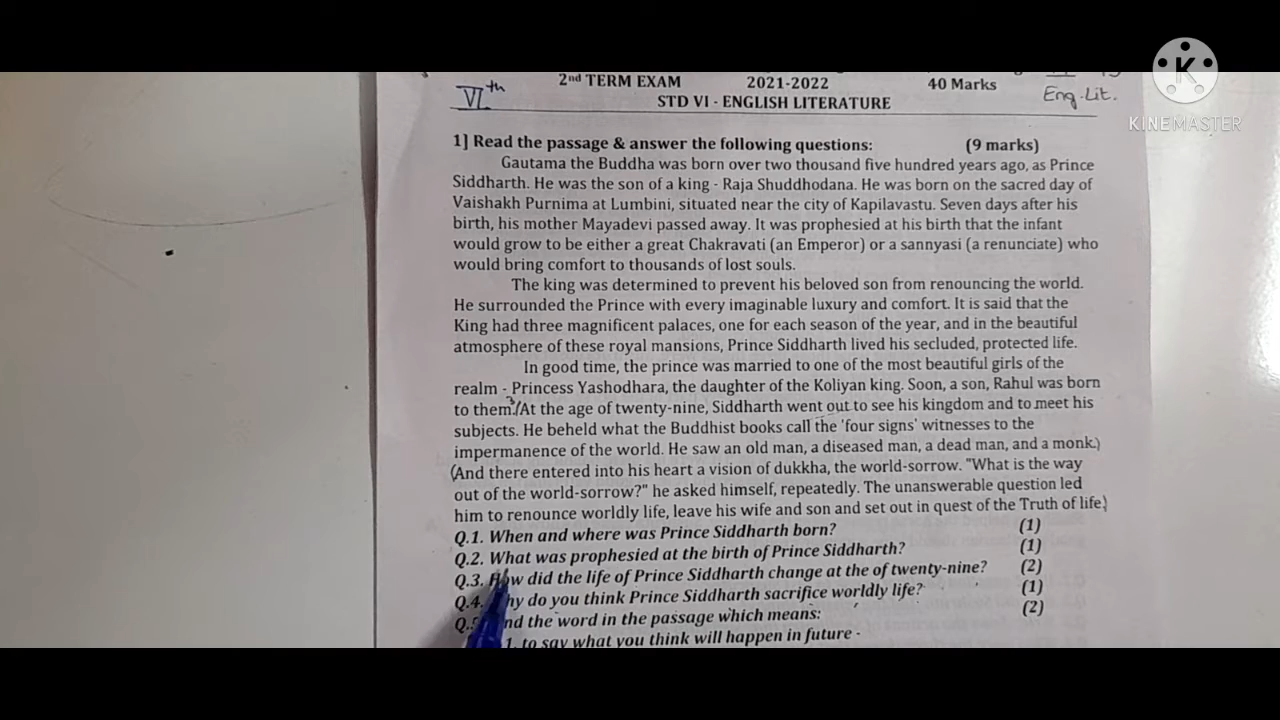 2nd TERM EXAM 2021-2022 40 Marks
VIth Eng.Lit.
STD VI - ENGLISH LITERATURE
K
KINEMASTER
1] Read the passage & answer the following questions: (9 marks)
Gautama the Buddha was born over two thousand five hundred years ago, as Prince
Siddharth. He was the son of a king - Raja Shuddhodana. He was born on the sacred day of
Vaishakh Purnima at Lumbini, situated near the city of Kapilavastu. Seven days after his
birth, his mother Mayadevi passed away. It was prophesied at his birth that the infant
would grow to be either a great Chakravati (an Emperor) or a sannyasi (a renunciate) who
would bring comfort to thousands of lost souls.
The king was determined to prevent his beloved son from renouncing the world.
He surrounded the Prince with every imaginable luxury and comfort. It is said that the
King had three magnificent palaces, one for each season of the year, and in the beautiful
atmosphere of these royal mansions, Prince Siddharth lived his secluded, protected life.
In good time, the prince was married to one of the most beautiful girls of the
realm - Princess Yashodhara, the daughter of the Koliyan king. Soon, a son, Rahul was born
to them. (At the age of twenty-nine, Siddharth went out to see his kingdom and to meet his
subjects. He beheld what the Buddhist books call the 'four signs' witnesses to the
impermanence of the world. He saw an old man, a diseased man, a dead man, and a monk.)
(And there entered into his heart a vision of dukkha, the world-sorrow. "What is the way
out of the world-sorrow?" he asked himself, repeatedly. The unanswerable question led
him to renounce worldly life, leave his wife and son and set out in quest of the Truth of life.)
Q.1. When and where was Prince Siddharth born? (1)
Q.2. What was prophesied at the birth of Prince Siddharth? (1)
Q.3. How did the life of Prince Siddharth change at the of twenty-nine? (2)
Q.4. hy do you think Prince Siddharth sacrifice worldly life? (1)
Q.5 nd the word in the passage which means: (2)
1. to say what you think will happen in future -